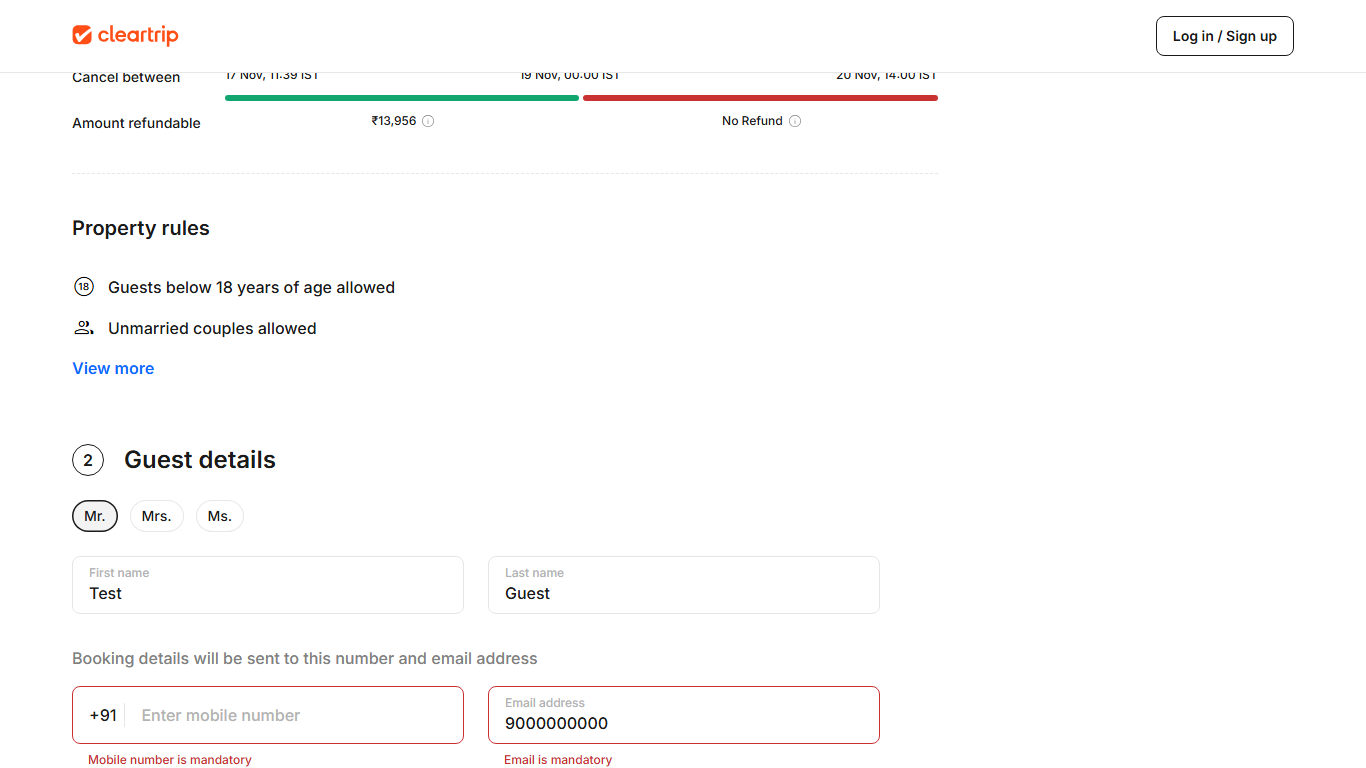 cleartrip
Log in / Sign up
Cancel between
17 Nov, 11:39 IST
19 Nov, 00:00 IST
20 Nov, 14:00 IST
Amount refundable
₹13,956
No Refund
Property rules
18
Guests below 18 years of age allowed
Unmarried couples allowed
View more
2
Guest details
Mr.
Mrs.
Ms.
First name
Test
Last name
Guest
Booking details will be sent to this number and email address
+91
Enter mobile number
Email address
9000000000
Mobile number is mandatory
Email is mandatory